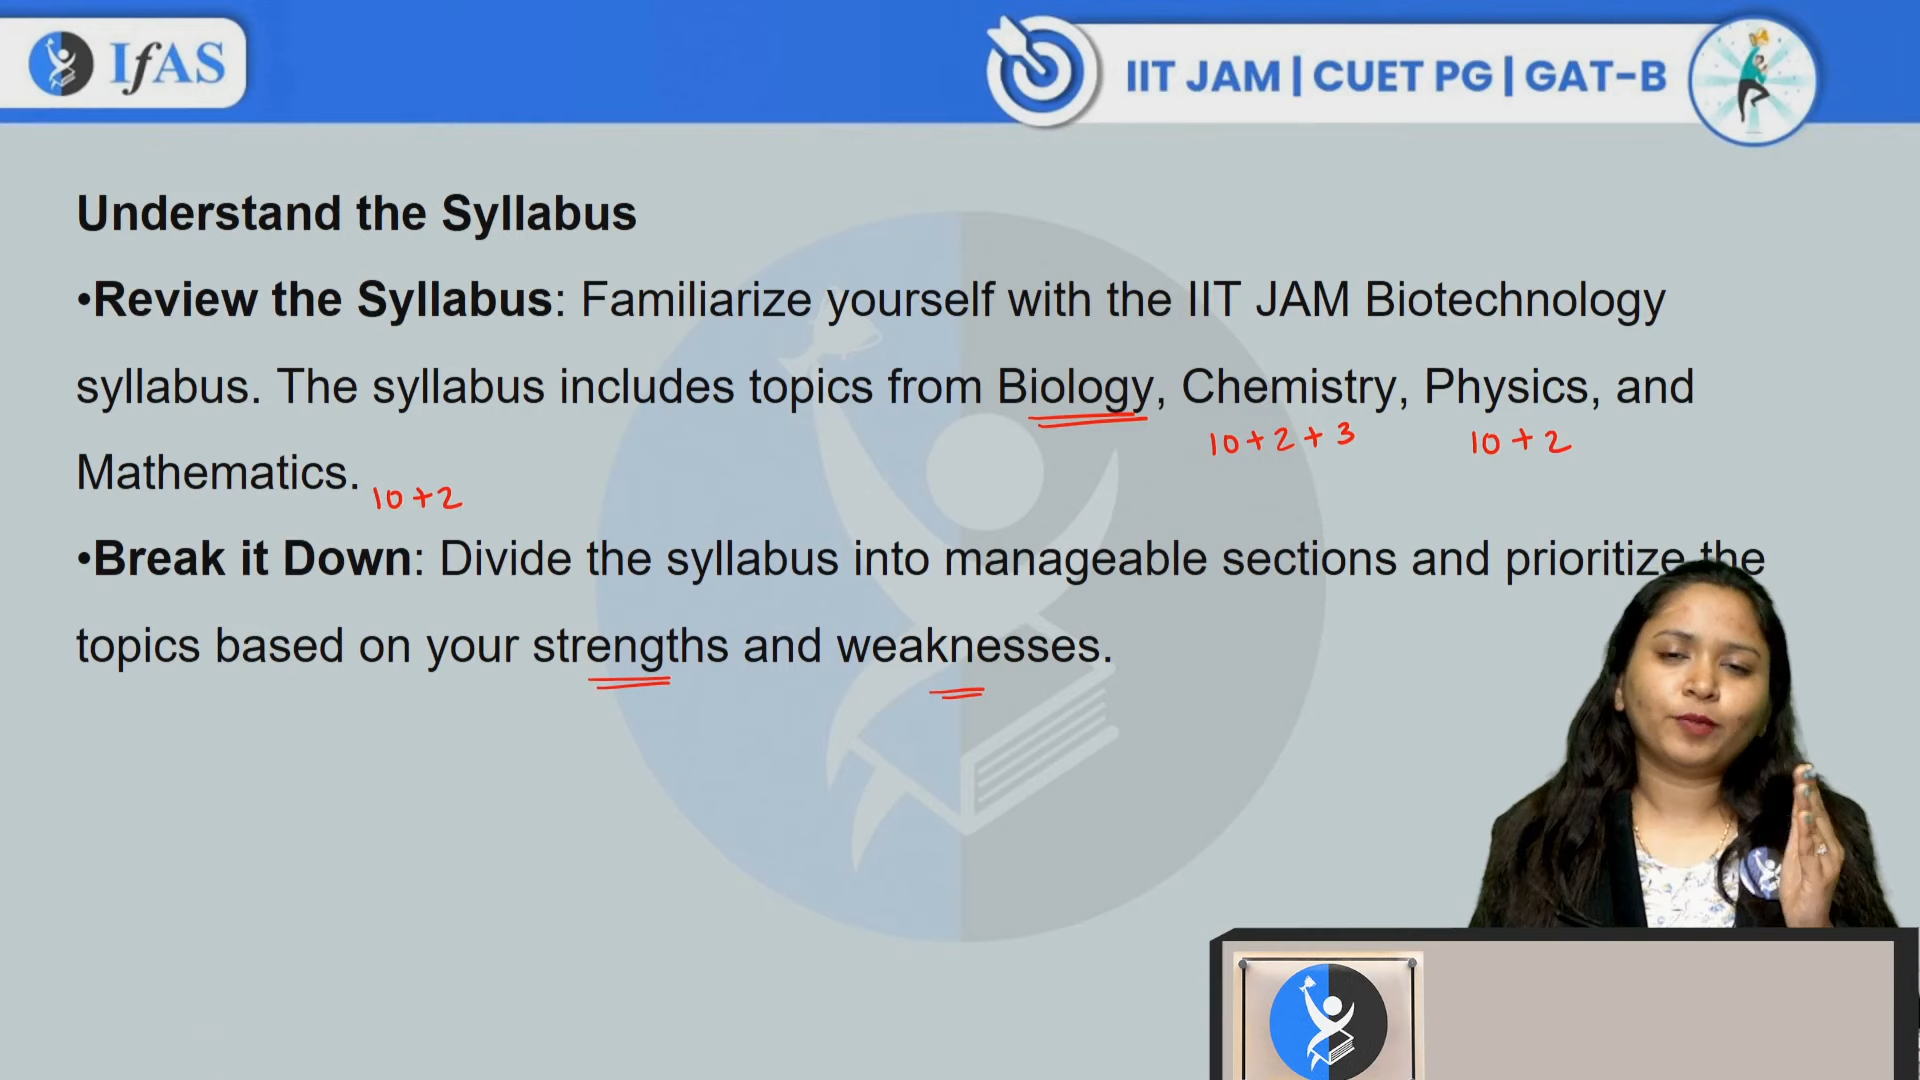 IfAS
IIT JAM | CUET PG | GAT-B
Understand the Syllabus
•Review the Syllabus: Familiarize yourself with the IIT JAM Biotechnology
syllabus. The syllabus includes topics from Biology, Chemistry, Physics, and
10+2+3 10+2
Mathematics.
10+2
•Break it Down: Divide the syllabus into manageable sections and prioritize the
topics based on your strengths and weaknesses.